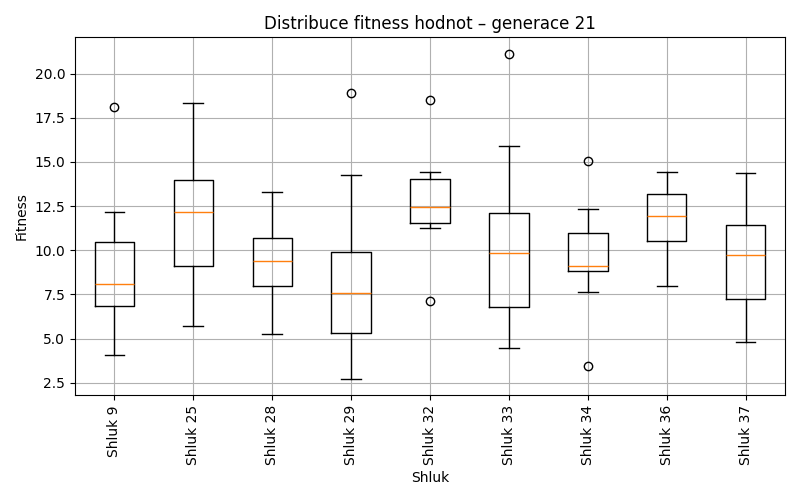 Distribuce fitness hodnot – generace 21
Fitness
20.0
17.5
15.0
12.5
10.0
7.5
5.0
2.5
Shluk 9
Shluk 25
Shluk 28
Shluk 29
Shluk 32
Shluk 33
Shluk 34
Shluk 36
Shluk 37
Shluk